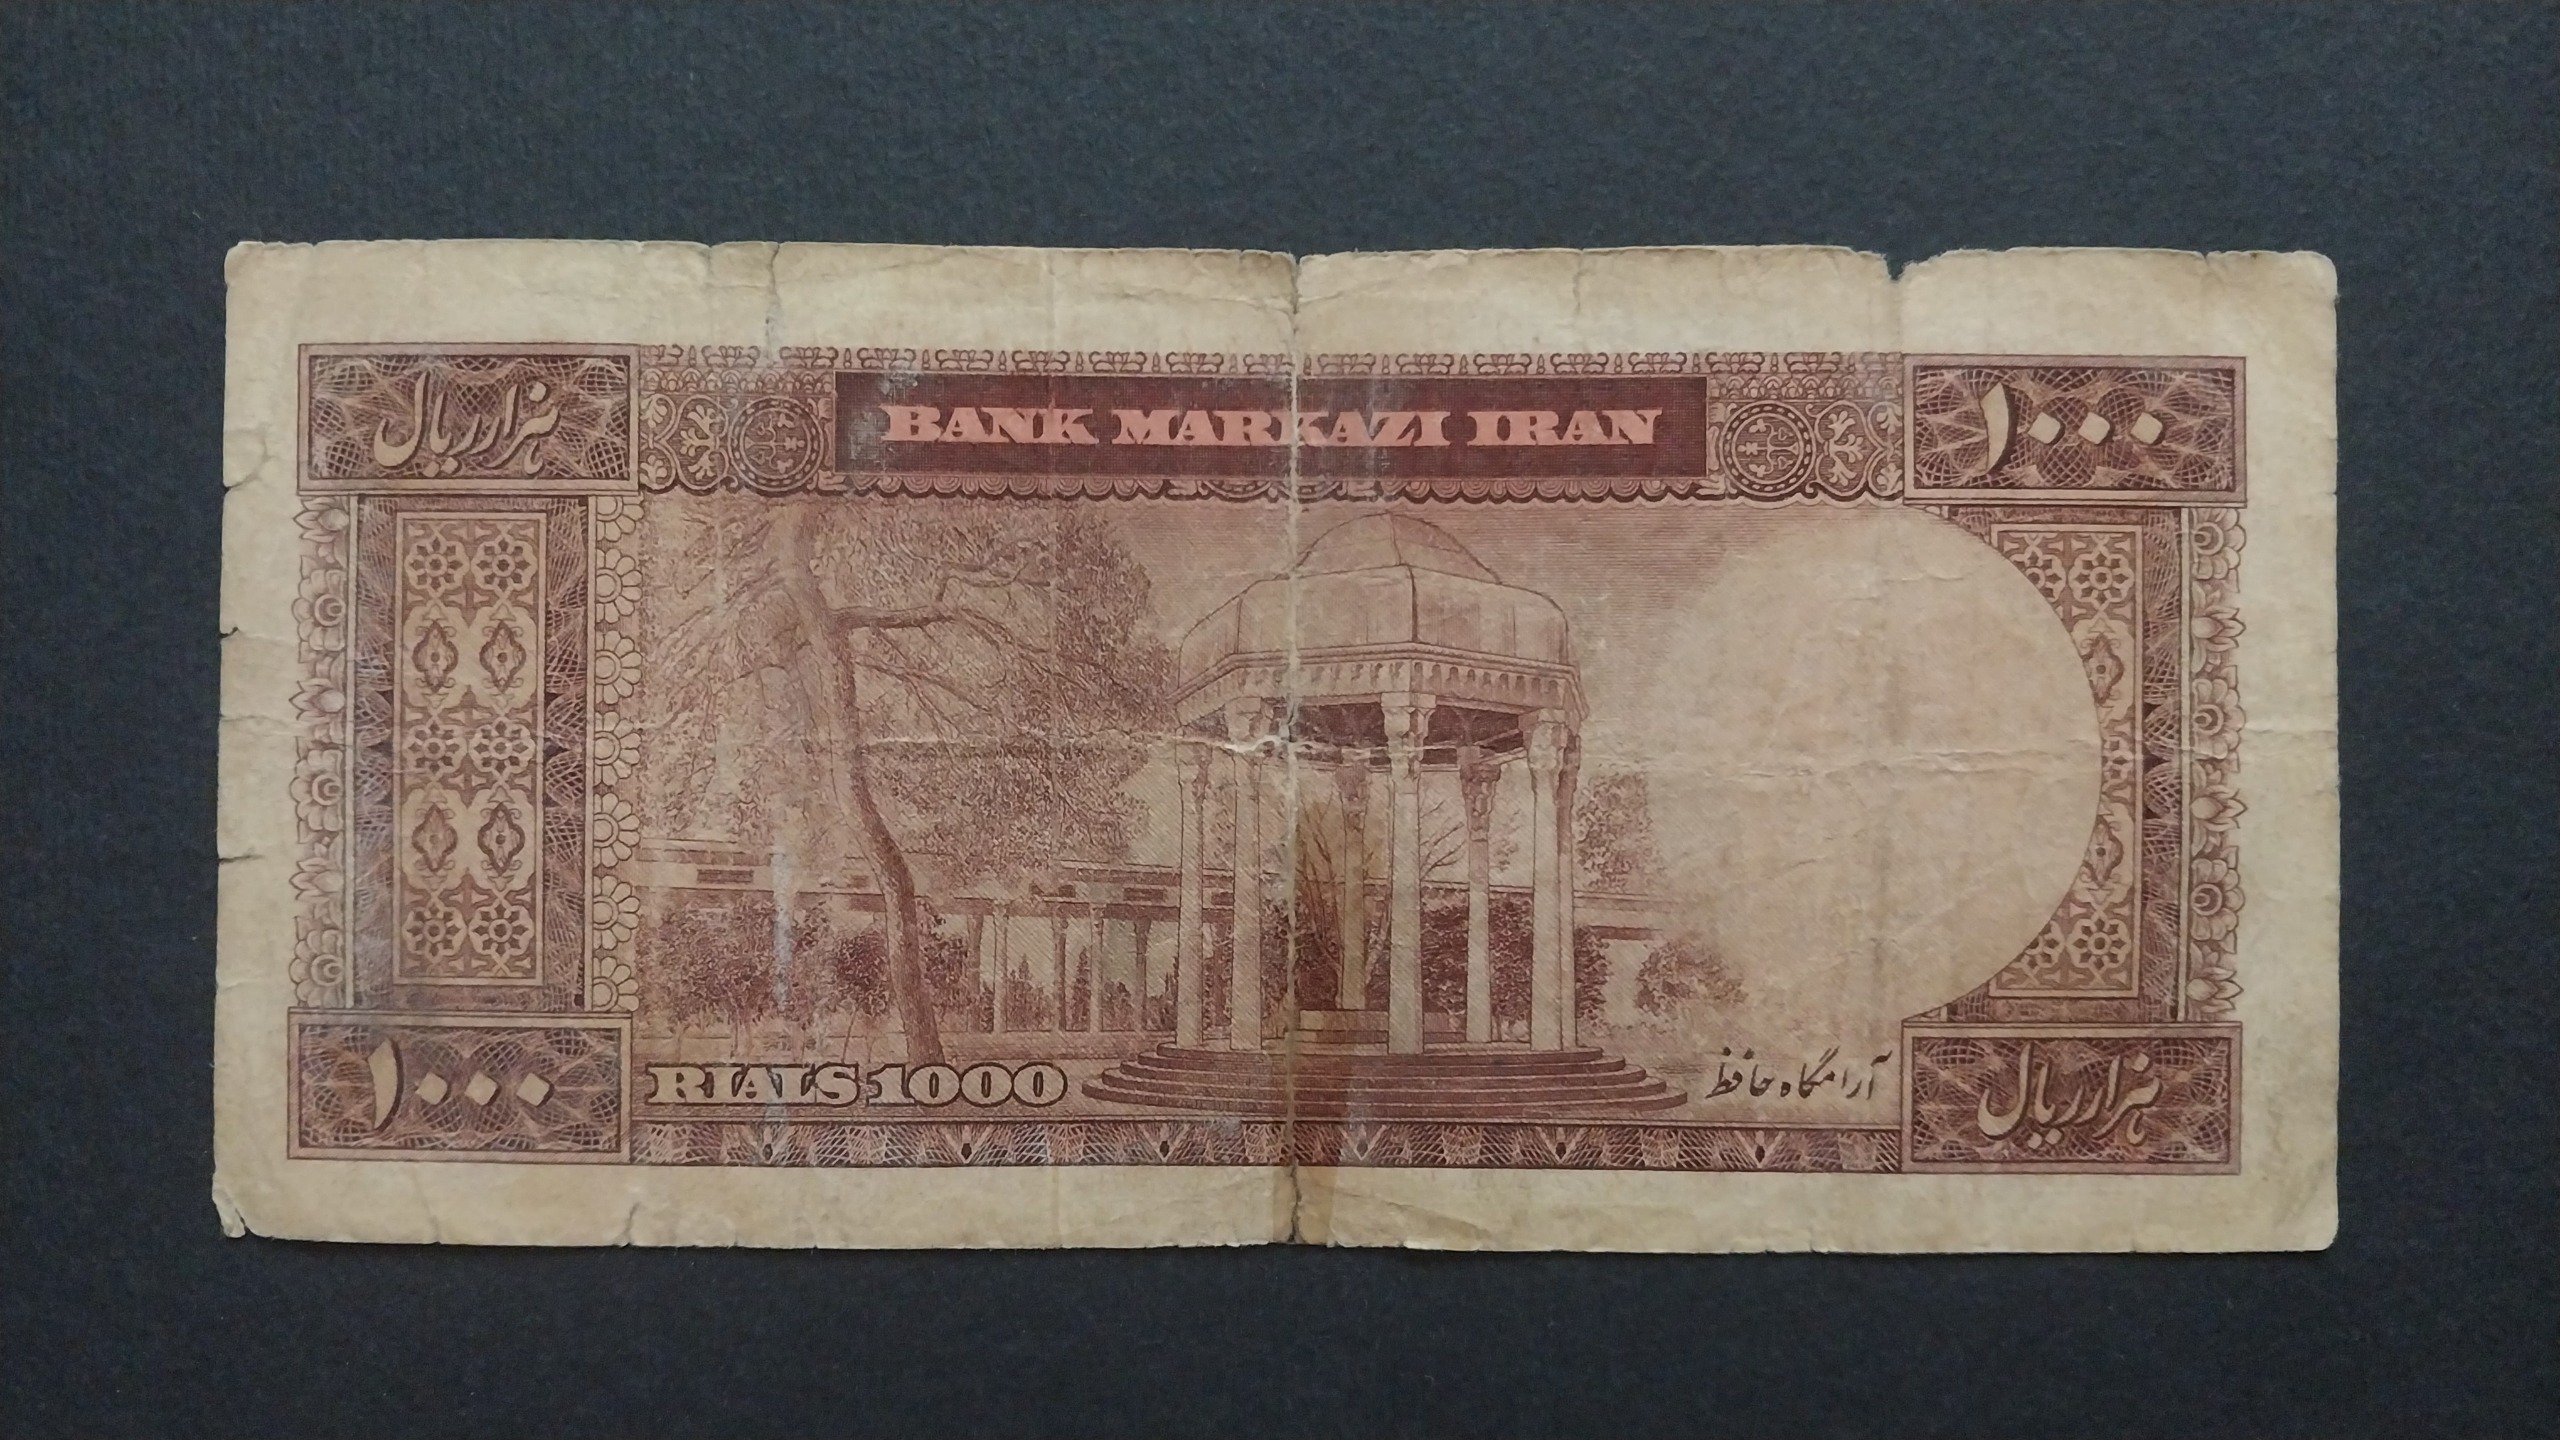 هزار ریال
BANK MARKAZI IRAN
۱۰۰۰
۱۰۰۰
RIALS 1000
آرامگاه حافظ
هزار ریال